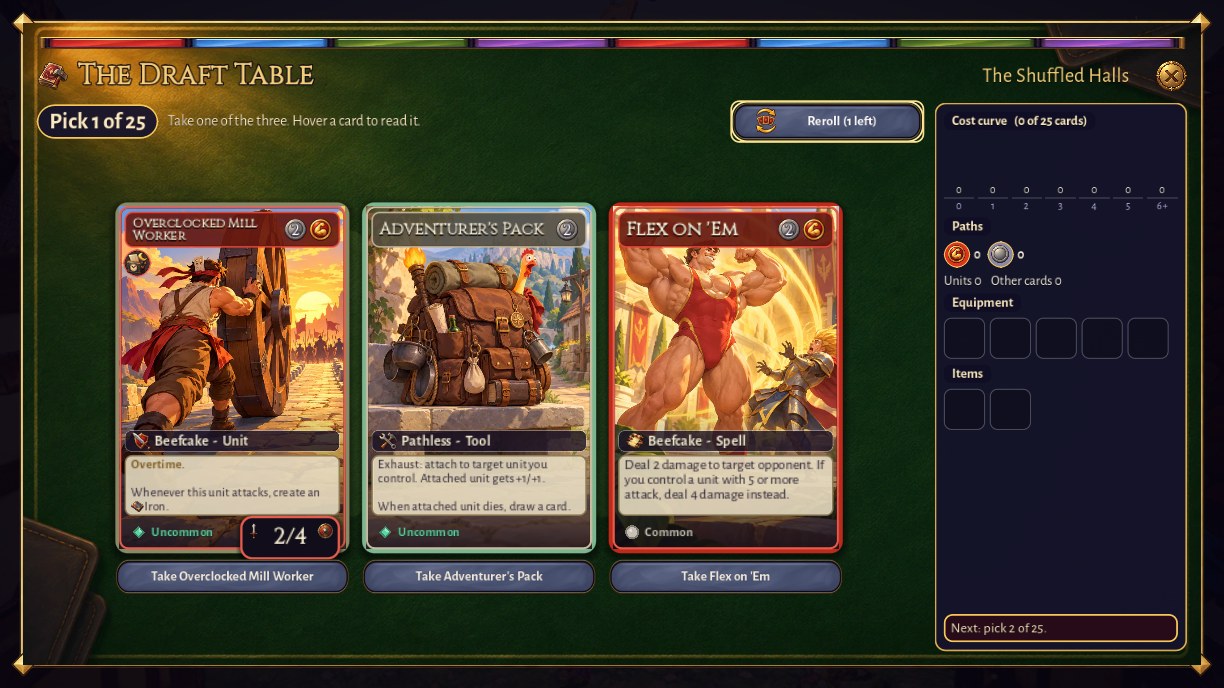 The Draft Table
The Shuffled Halls
Pick 1 of 25
Take one of the three. Hover a card to read it.
Reroll (1 left)
Overclocked Mill
Worker
2
Beefcake - Unit
Overtime.
Whenever this unit attacks, create an
Iron.
Uncommon
2/4
Take Overclocked Mill Worker
Adventurer's Pack
2
Pathless - Tool
Exhaust: attach to target unit you
control. Attached unit gets +1/+1.
When attached unit dies, draw a card.
Uncommon
Take Adventurer's Pack
Flex on 'Em
2
Beefcake - Spell
Deal 2 damage to target opponent. If
you control a unit with 5 or more
attack, deal 4 damage instead.
Common
Take Flex on 'Em
Cost curve (0 of 25 cards)
0 0 0 0 0 0 0
0 1 2 3 4 5 6+
Paths
0 0
Units 0 Other cards 0
Equipment
Items
Next: pick 2 of 25.